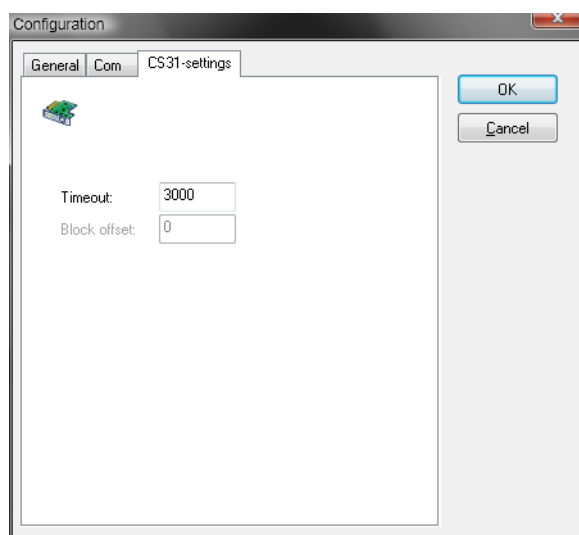 Configuration
General Com CS31-settings
OK
Cancel
Timeout: 3000
Block offset: 0